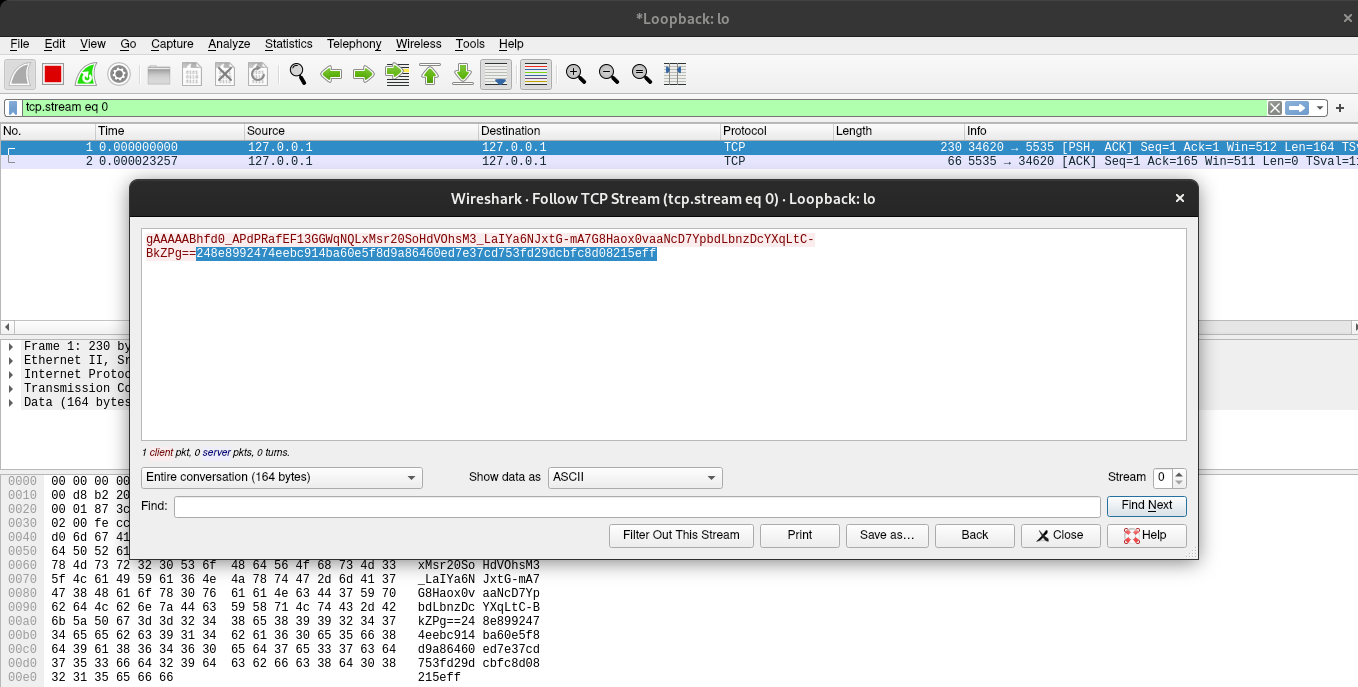 *Loopback: lo
File Edit View Go Capture Analyze Statistics Telephony Wireless Tools Help
tcp.stream eq 0
No. Time Source Destination Protocol Length Info
1 0.000000000 127.0.0.1 127.0.0.1 TCP 230 34620 → 5535 [PSH, ACK] Seq=1 Ack=1 Win=512 Len=164 TSV
2 0.000023257 127.0.0.1 127.0.0.1 TCP 66 5535 → 34620 [ACK] Seq=1 Ack=165 Win=511 Len=0 TSval=1
Wireshark · Follow TCP Stream (tcp.stream eq 0) · Loopback: lo
gAAAAABhfd0_APdPRafEF13GGWqNQLxMsr20SoHdVOhsM3_LaIYa6NJxtG-mA7G8Haox0vaaNcD7YpbdLbnzDcYXqLtC-
BkZPg==248e8992474eebc914ba60e5f8d9a86460ed7e37cd753fd29dcbfc8d08215eff
1 client pkt, 0 server pkts, 0 turns.
Entire conversation (164 bytes) Show data as ASCII Stream 0
Find: Find Next
Filter Out This Stream Print Save as... Back Close Help
Frame 1: 230 by
Ethernet II, Sr
Internet Protoc
Transmission Co
Data (164 bytes
0000 00 00 00 00
0010 00 d8 b2 20
0020 00 01 87 3c
0030 02 00 fe cc
0040 d0 6d 67 41
0050 64 50 52 61
0060 78 4d 73 72 32 30 53 6f 48 64 56 4f 68 73 4d 33 xMsr20So HdVOhsM3
0070 5f 4c 61 49 59 61 36 4e 4a 78 74 47 2d 6d 41 37 _LaIYa6N JxtG-mA7
0080 47 38 48 61 6f 78 30 76 61 61 4e 63 44 37 59 70 G8Haox0v aaNcD7Yp
0090 62 64 4c 62 6e 7a 44 63 59 58 71 4c 74 43 2d 42 bdLbnzDc YXqLtC-B
00a0 6b 5a 50 67 3d 3d 32 34 38 65 38 39 39 32 34 37 kZPg==24 8e899247
00b0 34 65 65 62 63 39 31 34 62 61 36 30 65 35 66 38 4eebc914 ba60e5f8
00c0 64 39 61 38 36 34 36 30 65 64 37 65 33 37 63 64 d9a86460 ed7e37cd
00d0 37 35 33 66 64 32 39 64 63 62 66 63 38 64 30 38 753fd29d cbfc8d08
00e0 32 31 35 65 66 66 215eff